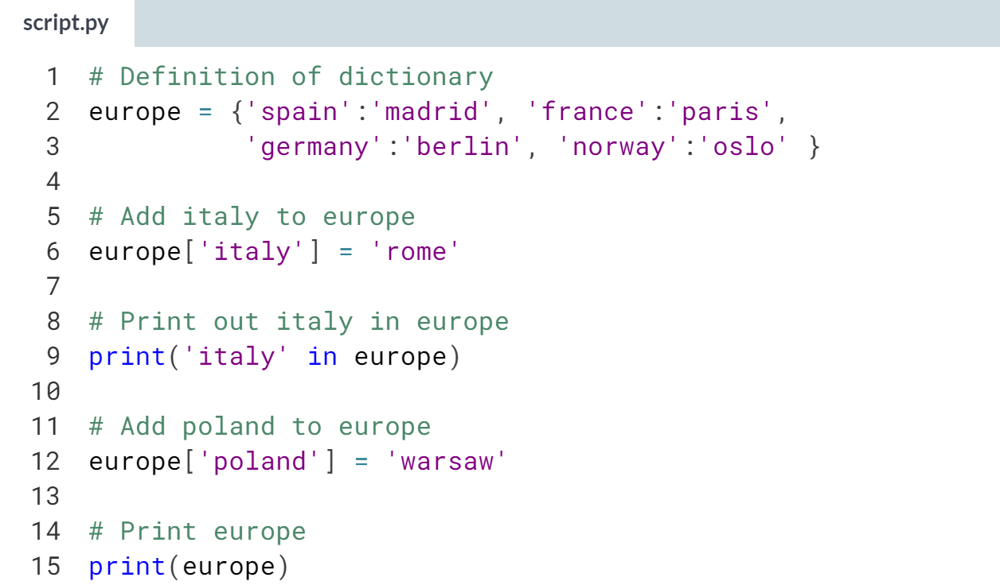 script.py
1 # Definition of dictionary
2 europe = {'spain':'madrid', 'france':'paris',
3           'germany':'berlin', 'norway':'oslo' }
4
5 # Add italy to europe
6 europe['italy'] = 'rome'
7
8 # Print out italy in europe
9 print('italy' in europe)
10
11 # Add poland to europe
12 europe['poland'] = 'warsaw'
13
14 # Print europe
15 print(europe)